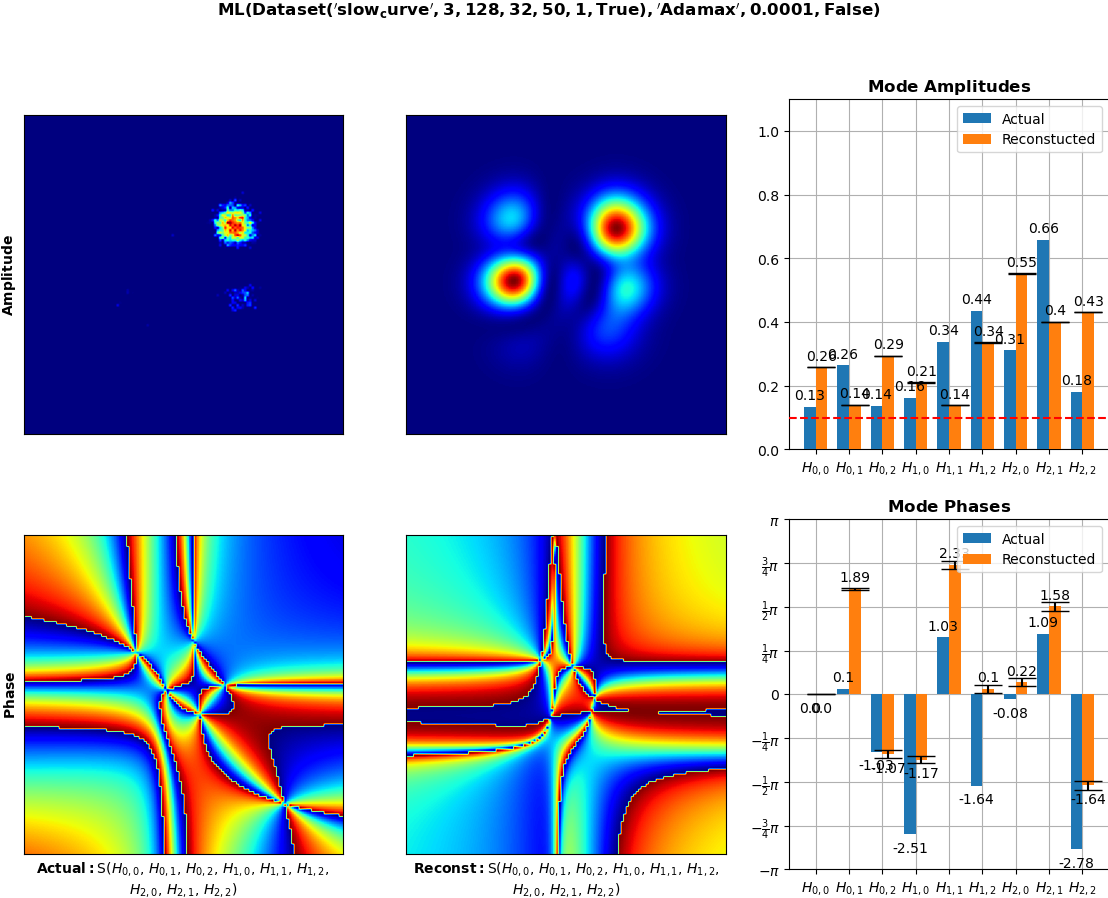 ML(Dataset('slow_curve', 3, 128, 32, 50, 1, True), 'Adamax', 0.0001, False)
Amplitude
Mode Amplitudes
Actual
Reconstucted
1.0
0.8
0.6
0.4
0.2
0.0
0.13
0.26
0.26
0.14
0.14
0.29
0.16
0.21
0.34
0.14
0.44
0.34
0.31
0.55
0.66
0.4
0.18
0.43
H0,0 H0,1 H0,2 H1,0 H1,1 H1,2 H2,0 H2,1 H2,2
Phase
Actual: S(H0,0, H0,1, H0,2, H1,0, H1,1, H1,2,
H2,0, H2,1, H2,2)
Reconst: S(H0,0, H0,1, H0,2, H1,0, H1,1, H1,2,
H2,0, H2,1, H2,2)
Mode Phases
Actual
Reconstucted
π
3/4π
1/2π
1/4π
0
−1/4π
−1/2π
−3/4π
−π
0.0
0.0
0.1
1.89
-1.03
-1.07
-2.51
-1.17
1.03
2.33
-1.64
0.1
-0.08
0.22
1.09
1.58
-2.78
-1.64
H0,0 H0,1 H0,2 H1,0 H1,1 H1,2 H2,0 H2,1 H2,2